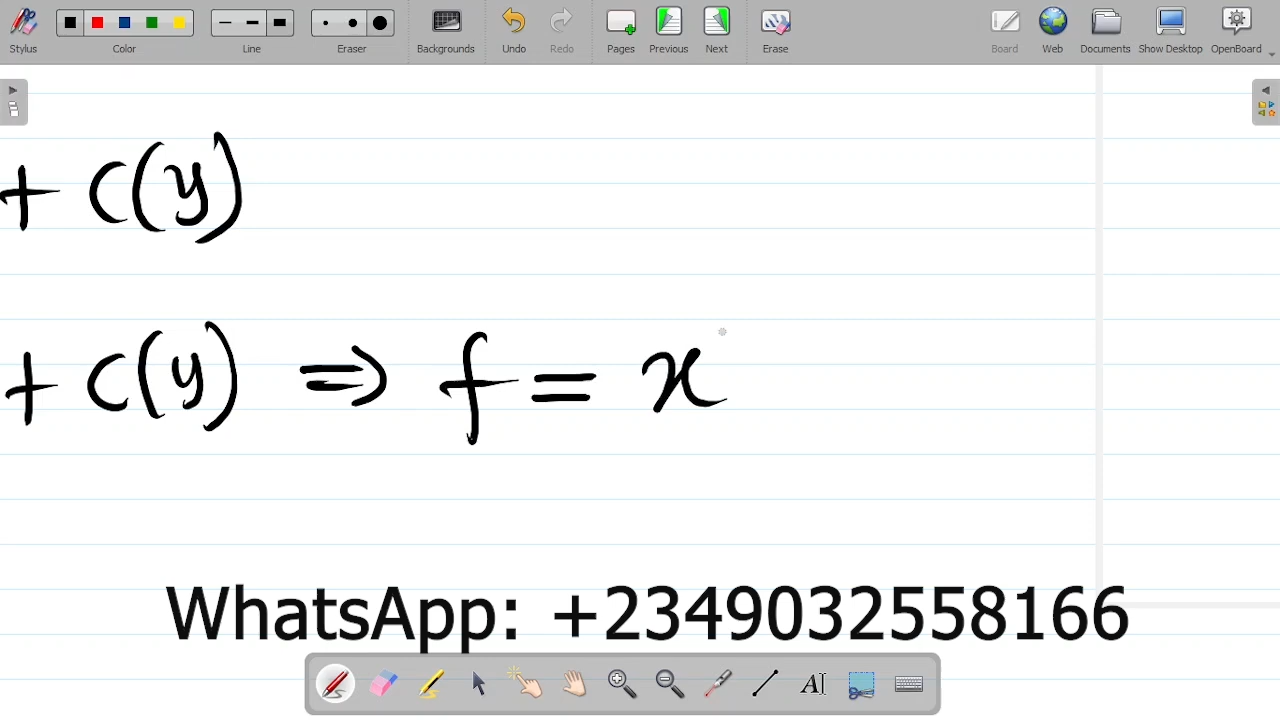 Stylus Color Line Eraser Backgrounds Undo Redo Pages Previous Next Erase Board Web Documents Show Desktop OpenBoard
+ C(y)
+ C(y) ⇒ f = x
WhatsApp: +2349032558166